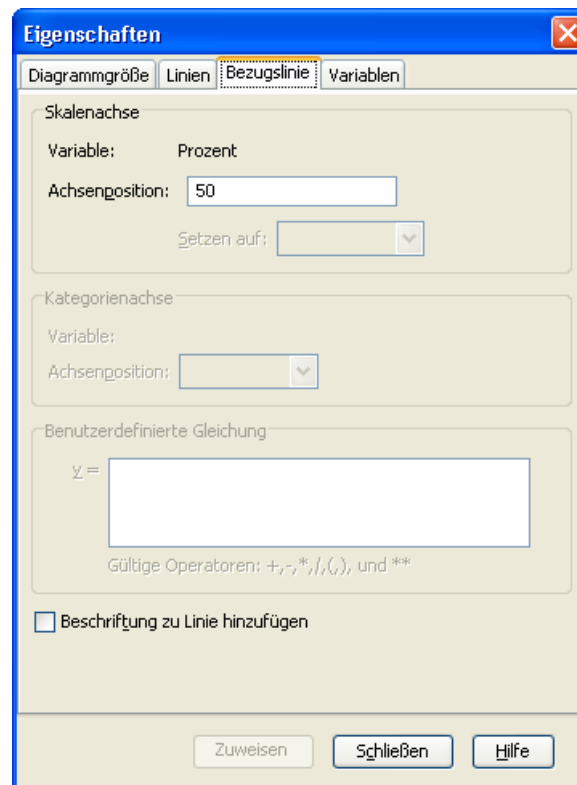 Eigenschaften
Diagrammgröße Linien Bezugslinie Variablen
Skalenachse
Variable: Prozent
Achsenposition: 50
Setzen auf:
Kategorienachse
Variable:
Achsenposition:
Benutzerdefinierte Gleichung
y =
Gültige Operatoren: +,-,*,/,(,), und **
Beschriftung zu Linie hinzufügen
Zuweisen Schließen Hilfe